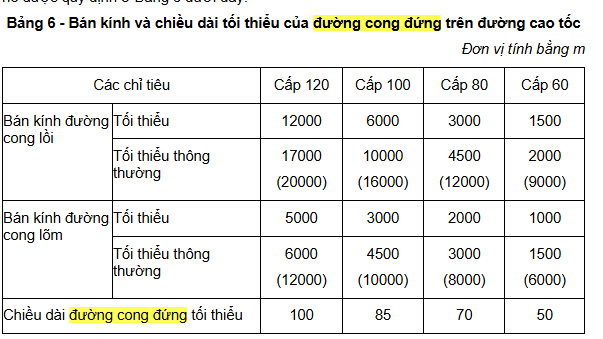 Bảng 6 - Bán kính và chiều dài tối thiểu của đường cong đứng trên đường cao tốc
Đơn vị tính bằng m
Các chỉ tiêu Cấp 120 Cấp 100 Cấp 80 Cấp 60
Bán kính đường cong lồi Tối thiểu 12000 6000 3000 1500
Tối thiểu thông thường 17000 (20000) 10000 (16000) 4500 (12000) 2000 (9000)
Bán kính đường cong lõm Tối thiểu 5000 3000 2000 1000
Tối thiểu thông thường 6000 (12000) 4500 (10000) 3000 (8000) 1500 (6000)
Chiều dài đường cong đứng tối thiểu 100 85 70 50